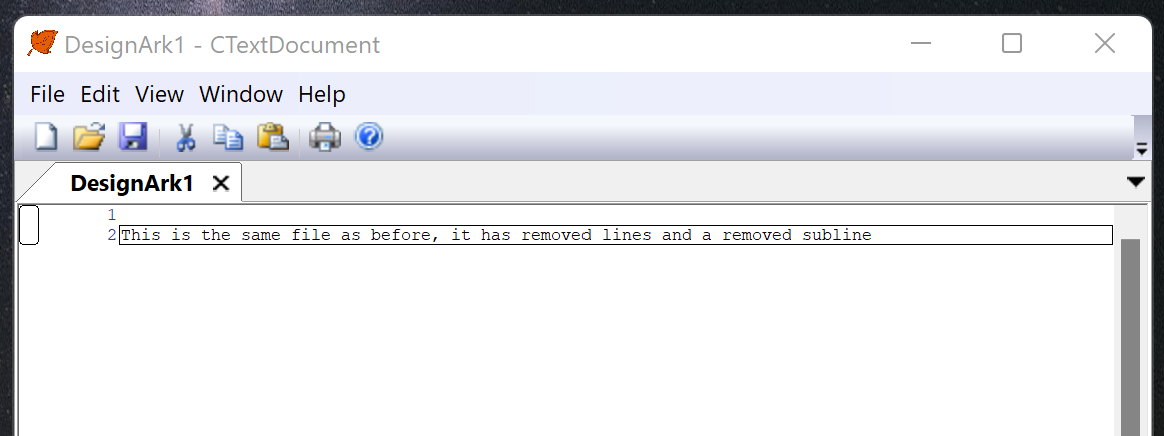 DesignArk1 - CTextDocument
File Edit View Window Help
DesignArk1
1
2 This is the same file as before, it has removed lines and a removed subline